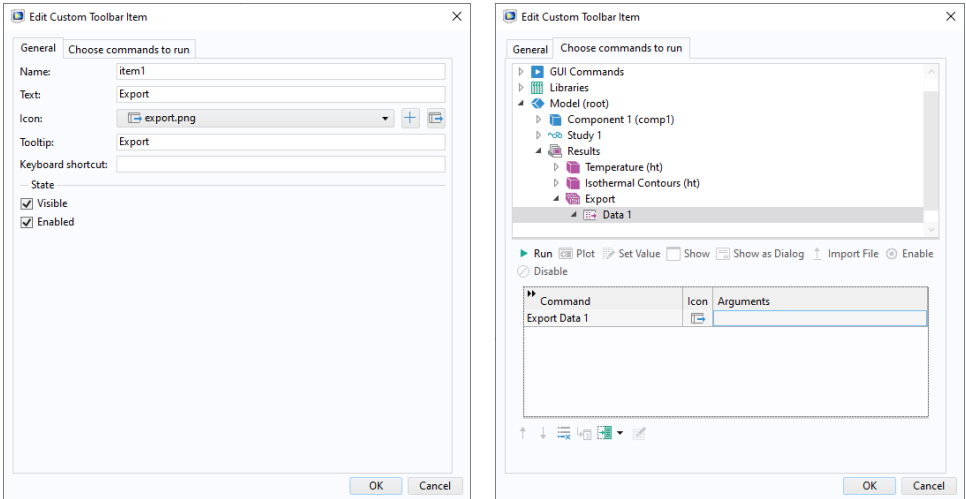 Edit Custom Toolbar Item
General Choose commands to run
Name: item1
Text: Export
Icon: export.png
Tooltip: Export
Keyboard shortcut:
State
Visible
Enabled
OK Cancel
Edit Custom Toolbar Item
General Choose commands to run
GUI Commands
Libraries
Model (root)
Component 1 (comp1)
Study 1
Results
Temperature (ht)
Isothermal Contours (ht)
Export
Data 1
Run Plot Set Value Show Show as Dialog Import File Enable
Disable
Command Icon Arguments
Export Data 1
OK Cancel